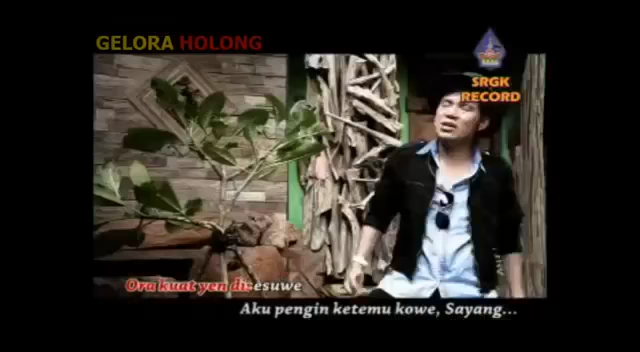 GELORA HOLONG
SRGK
RECORD
Ora kuat yen di:esuwe
Aku pengin ketemu kowe, Sayang...